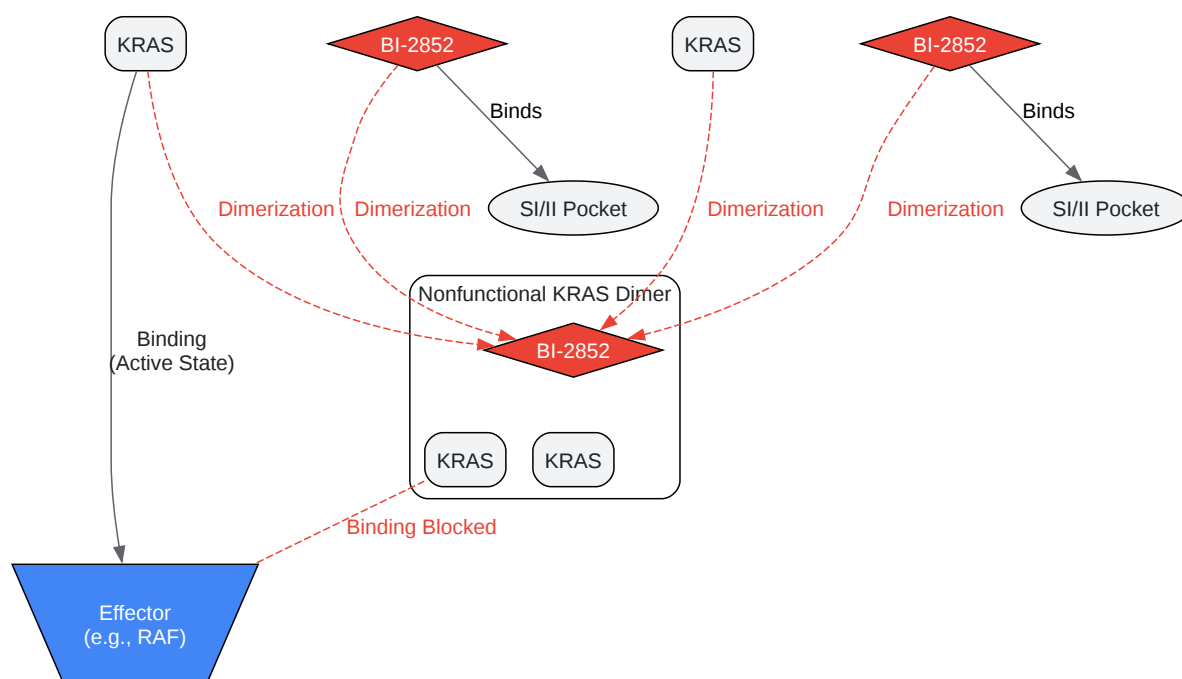 KRAS
BI-2852
KRAS
BI-2852
Binds
Binds
Dimerization
Dimerization
SI/II Pocket
Dimerization
Dimerization
SI/II Pocket
Nonfunctional KRAS Dimer
Binding
(Active State)
BI-2852
KRAS
KRAS
Binding Blocked
Effector
(e.g., RAF)